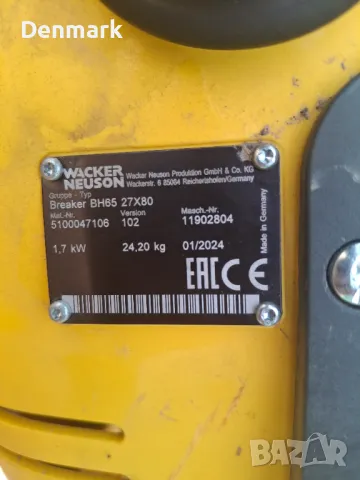 Denmark
WACKER
NEUSON
Wacker Neuson Produktion GmbH & Co. KG
Wackerstr. 6 85084 Reichertshofen/Germany
Gruppe - Typ
Breaker BH65 27X80
Mat.-Nr. Version Masch.-Nr.
5100047106 102 11902804
1,7 kW 24,20 kg 01/2024
Made in Germany
EAC CE
BAZAR
bg